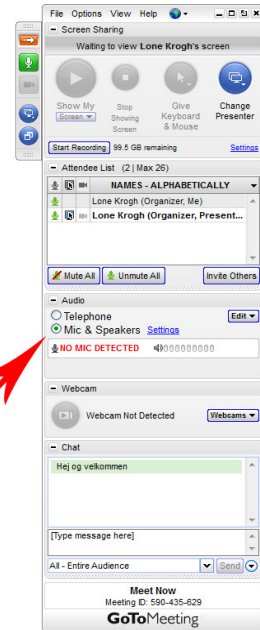 File Options View Help
Screen Sharing
Waiting to view Lone Krogh's screen
Show My
Screen
Stop
Showing
Screen
Give
Keyboard
& Mouse
Change
Presenter
Start Recording 99.5 GB remaining Settings
Attendee List (2 | Max 26)
NAMES - ALPHABETICALLY
Lone Krogh (Organizer, Me)
Lone Krogh (Organizer, Present...
Mute All Unmute All Invite Others
Audio
Telephone Edit
Mic & Speakers Settings
NO MIC DETECTED
Webcam
Webcam Not Detected Webcams
Chat
Hej og velkommen
[Type message here]
All - Entire Audience Send
Meet Now
Meeting ID: 590-435-629
GoToMeeting